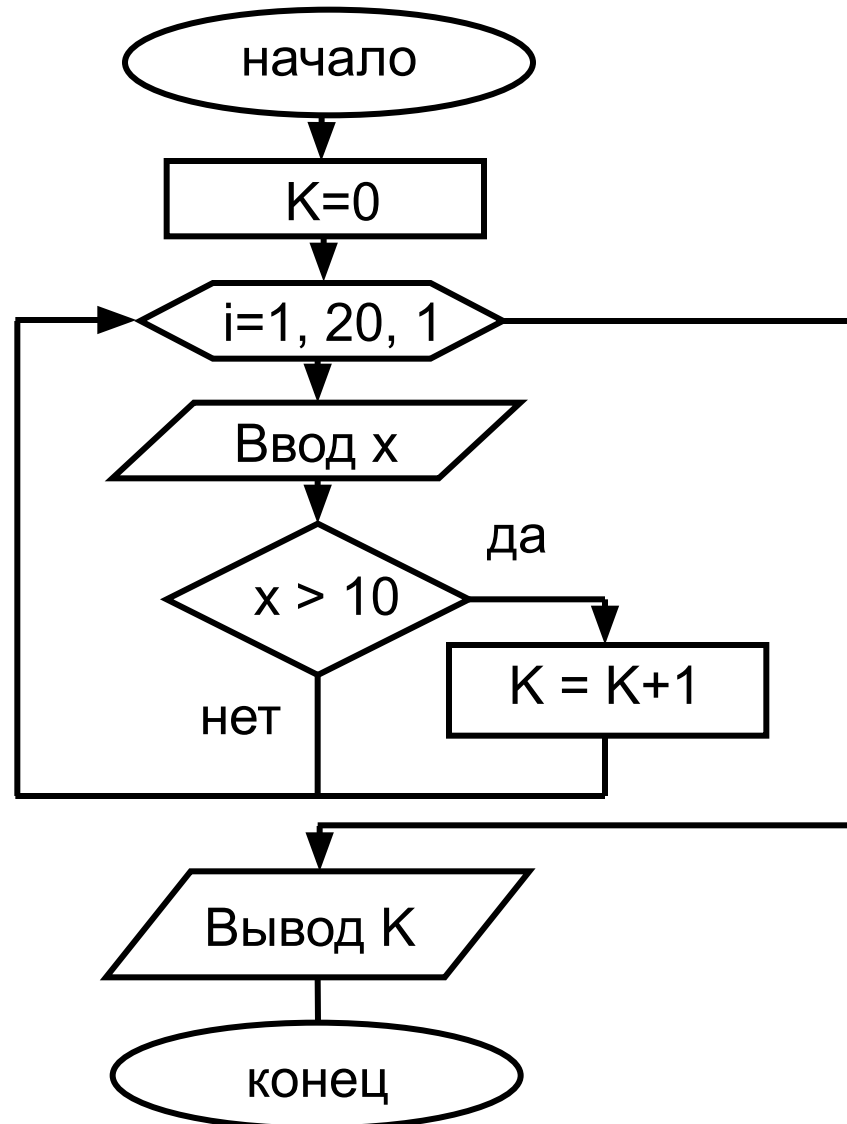 начало
K=0
i=1, 20, 1
Ввод x
x > 10
да
K = K+1
нет
Вывод K
конец